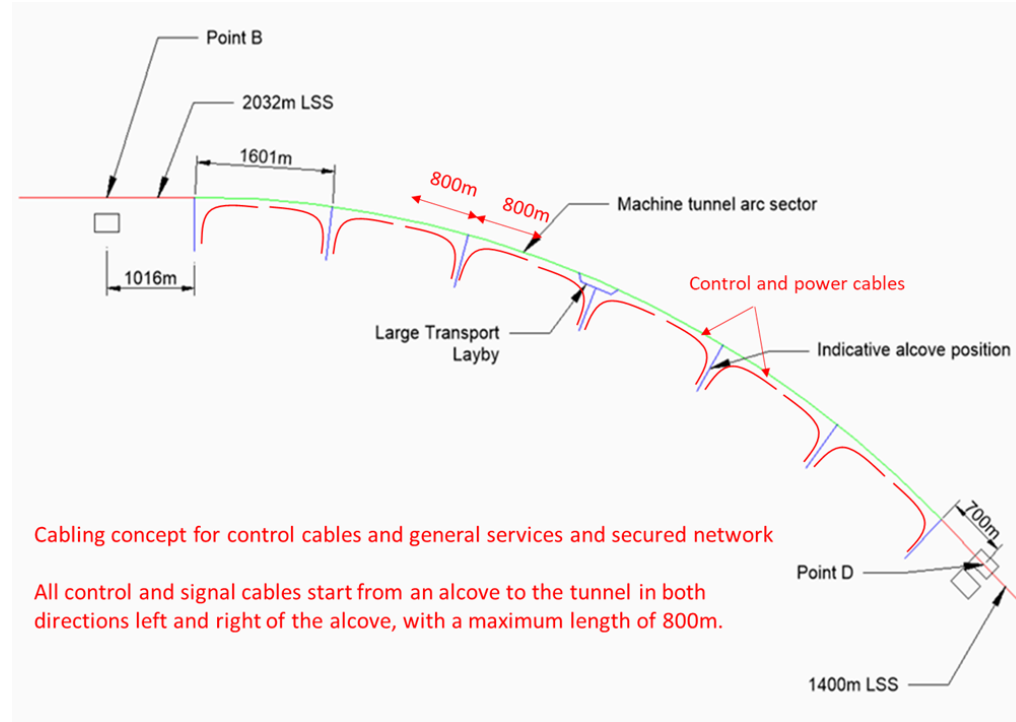 Point B
2032m LSS
1601m
800m
800m
Machine tunnel arc sector
1016m
Control and power cables
Large Transport
Layby
Indicative alcove position
700m
Cabling concept for control cables and general services and secured network
Point D
All control and signal cables start from an alcove to the tunnel in both
directions left and right of the alcove, with a maximum length of 800m.
1400m LSS